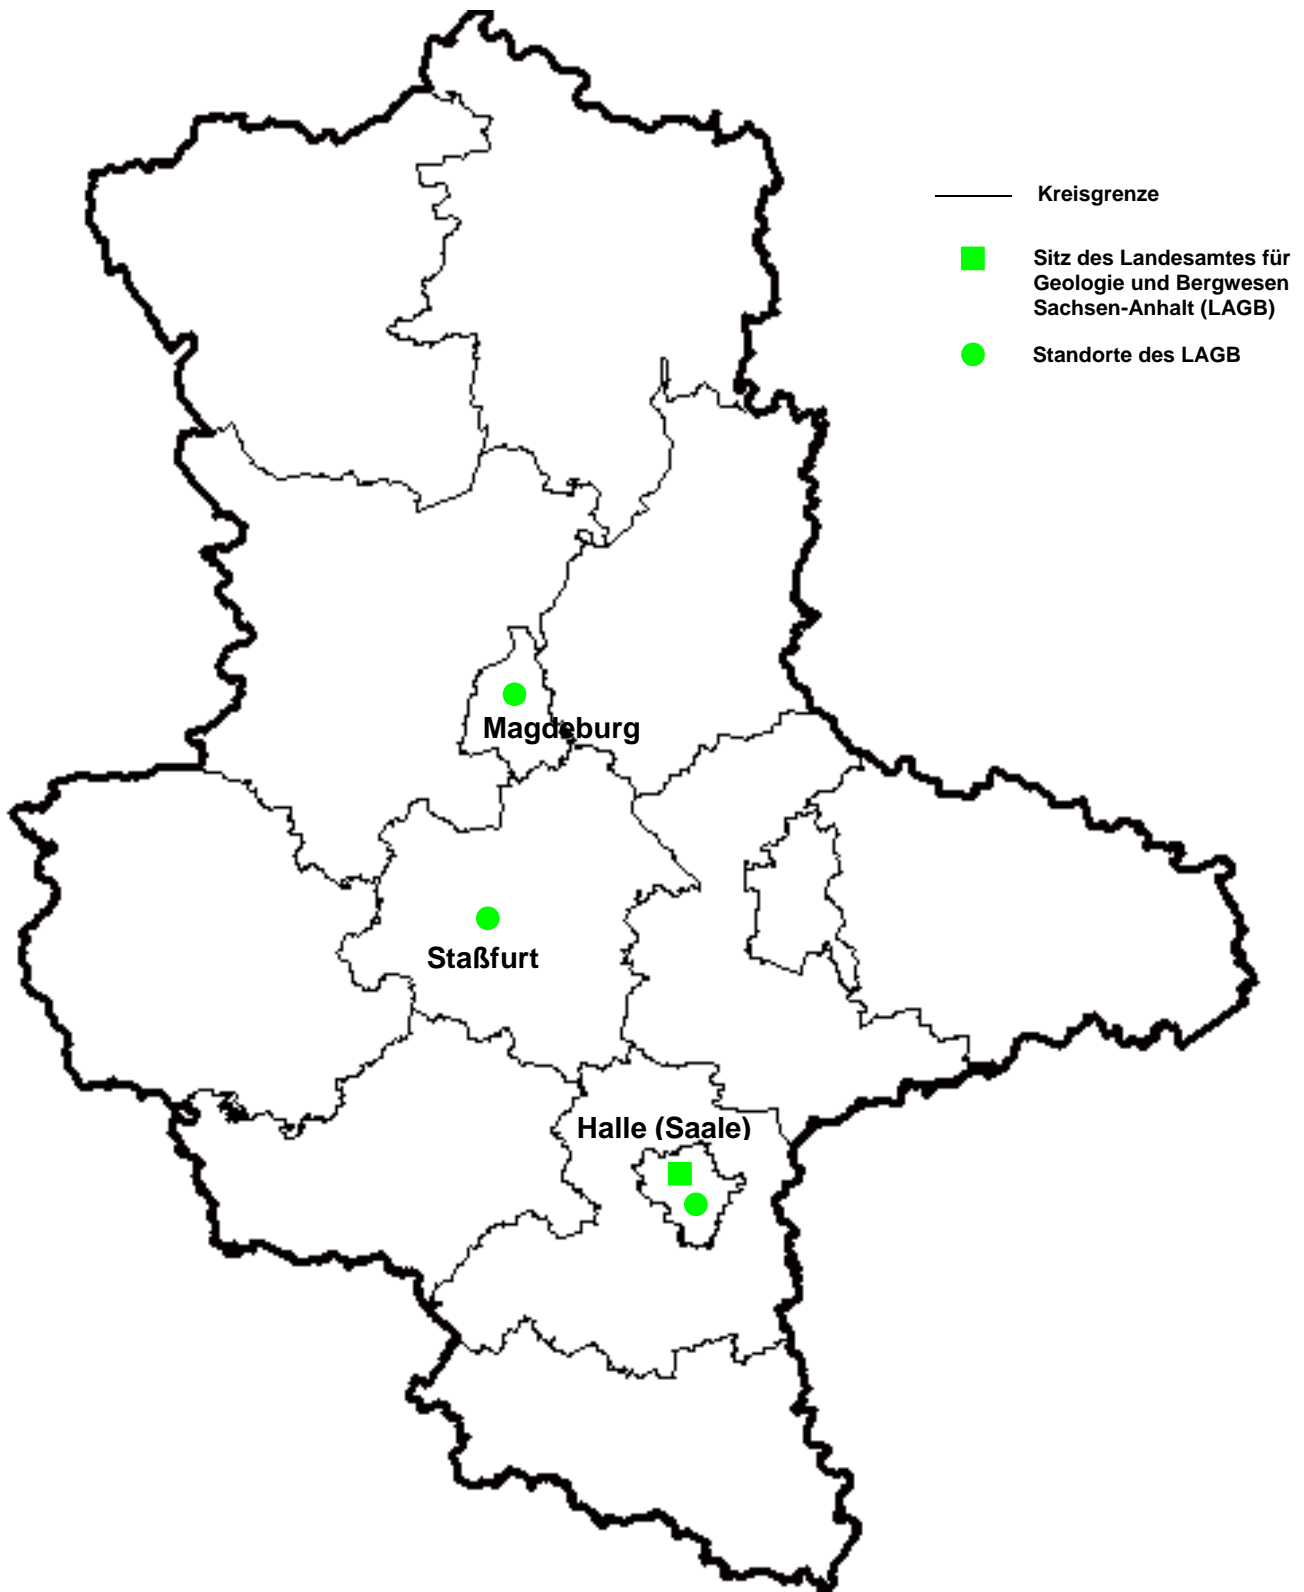 Kreisgrenze
Sitz des Landesamtes für
Geologie und Bergwesen
Sachsen-Anhalt (LAGB)
Standorte des LAGB
Magdeburg
Staßfurt
Halle (Saale)